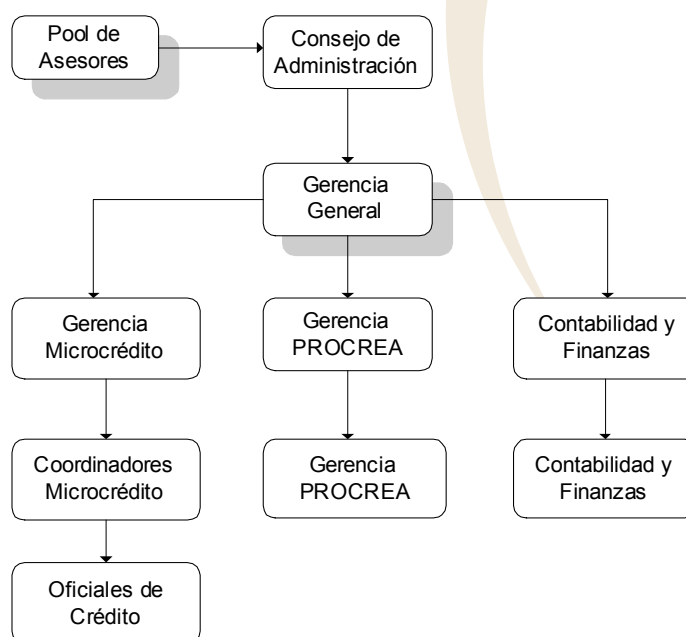 Pool de
Asesores
Consejo de
Administración
Gerencia
General
Gerencia
Microcrédito
Gerencia
PROCREA
Contabilidad y
Finanzas
Coordinadores
Microcrédito
Gerencia
PROCREA
Contabilidad y
Finanzas
Oficiales de
Crédito